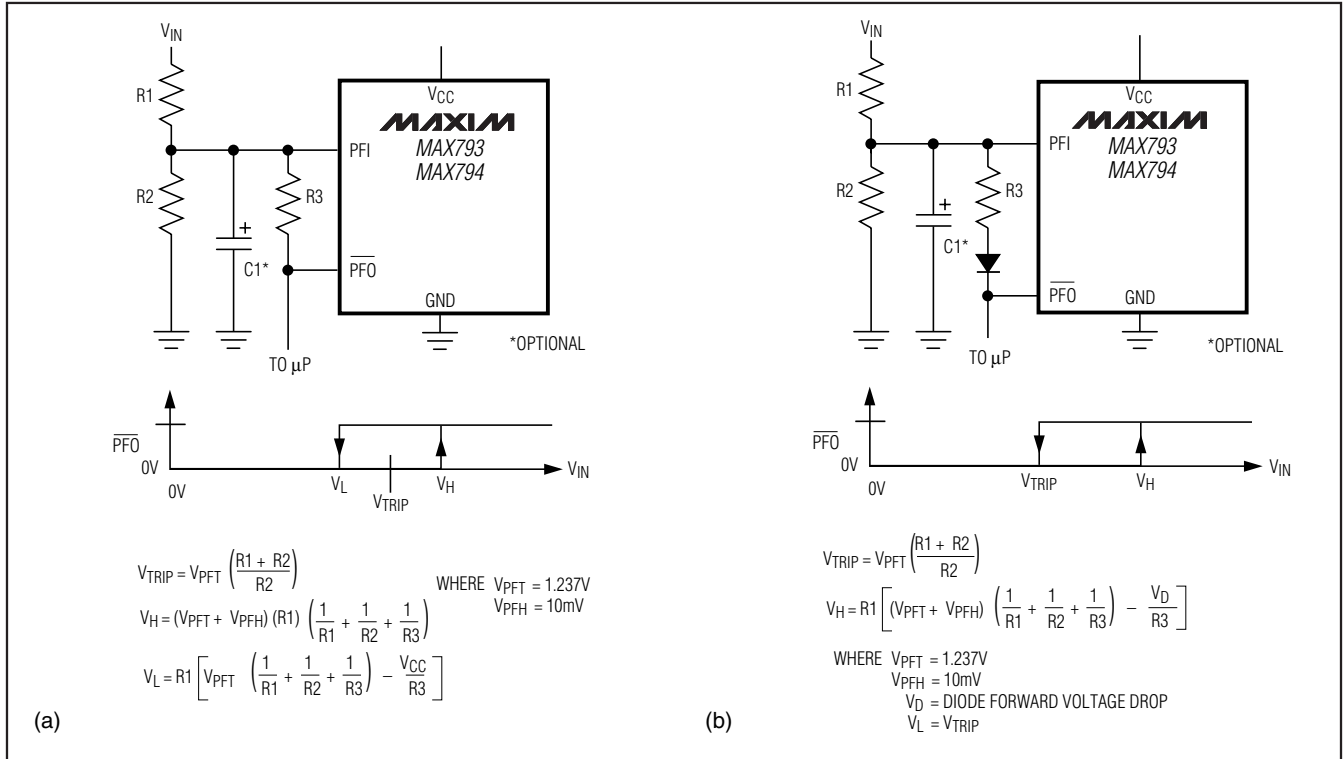 V_IN
R1
R2
C1*
+
R3
V_CC
MAXIM
MAX793
MAX794
PFI
P̅F̅O̅
GND
TO µP
*OPTIONAL
P̅F̅O̅
0V
0V
V_L
V_TRIP
V_H
V_IN
V_TRIP = V_PFT ((R1 + R2)/R2)
V_H = (V_PFT + V_PFH) (R1) (1/R1 + 1/R2 + 1/R3)
V_L = R1 [V_PFT (1/R1 + 1/R2 + 1/R3) − V_CC/R3]
WHERE V_PFT = 1.237V
V_PFH = 10mV
(a)
V_IN
R1
R2
C1*
+
R3
V_CC
MAXIM
MAX793
MAX794
PFI
P̅F̅O̅
GND
TO µP
*OPTIONAL
P̅F̅O̅
0V
0V
V_TRIP
V_H
V_IN
V_TRIP = V_PFT ((R1 + R2)/R2)
V_H = R1 [(V_PFT + V_PFH) (1/R1 + 1/R2 + 1/R3) − V_D/R3]
WHERE V_PFT = 1.237V
V_PFH = 10mV
V_D = DIODE FORWARD VOLTAGE DROP
V_L = V_TRIP
(b)